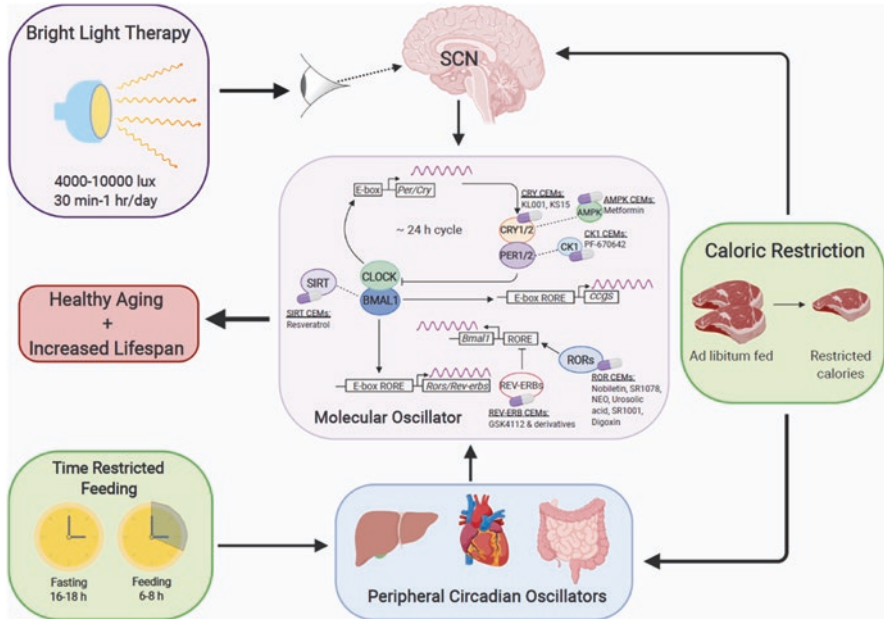 Bright Light Therapy
4000-10000 lux
30 min-1 hr/day
SCN
E-box
Per/Cry
~ 24 h cycle
CRY CEMs:
KL001, KS15
CRY1/2
PER1/2
AMPK CEMs:
Metformin
AMPK
CK1 CEMs:
PF-670642
CK1
CLOCK
BMAL1
SIRT
SIRT CEMs:
Resveratrol
E-box RORE
ccgs
Bmal1
RORE
RORs
ROR CEMs:
Nobiletin, SR1078,
NEO, Urosolic
acid, SR1001,
Digoxin
REV-ERBs
REV-ERB CEMs:
GSK4112 & derivatives
E-box RORE
Rors/Rev-erbs
Molecular Oscillator
Healthy Aging
+
Increased Lifespan
Caloric Restriction
Ad libitum fed
Restricted
calories
Time Restricted
Feeding
Fasting
16-18 h
Feeding
6-8 h
Peripheral Circadian Oscillators